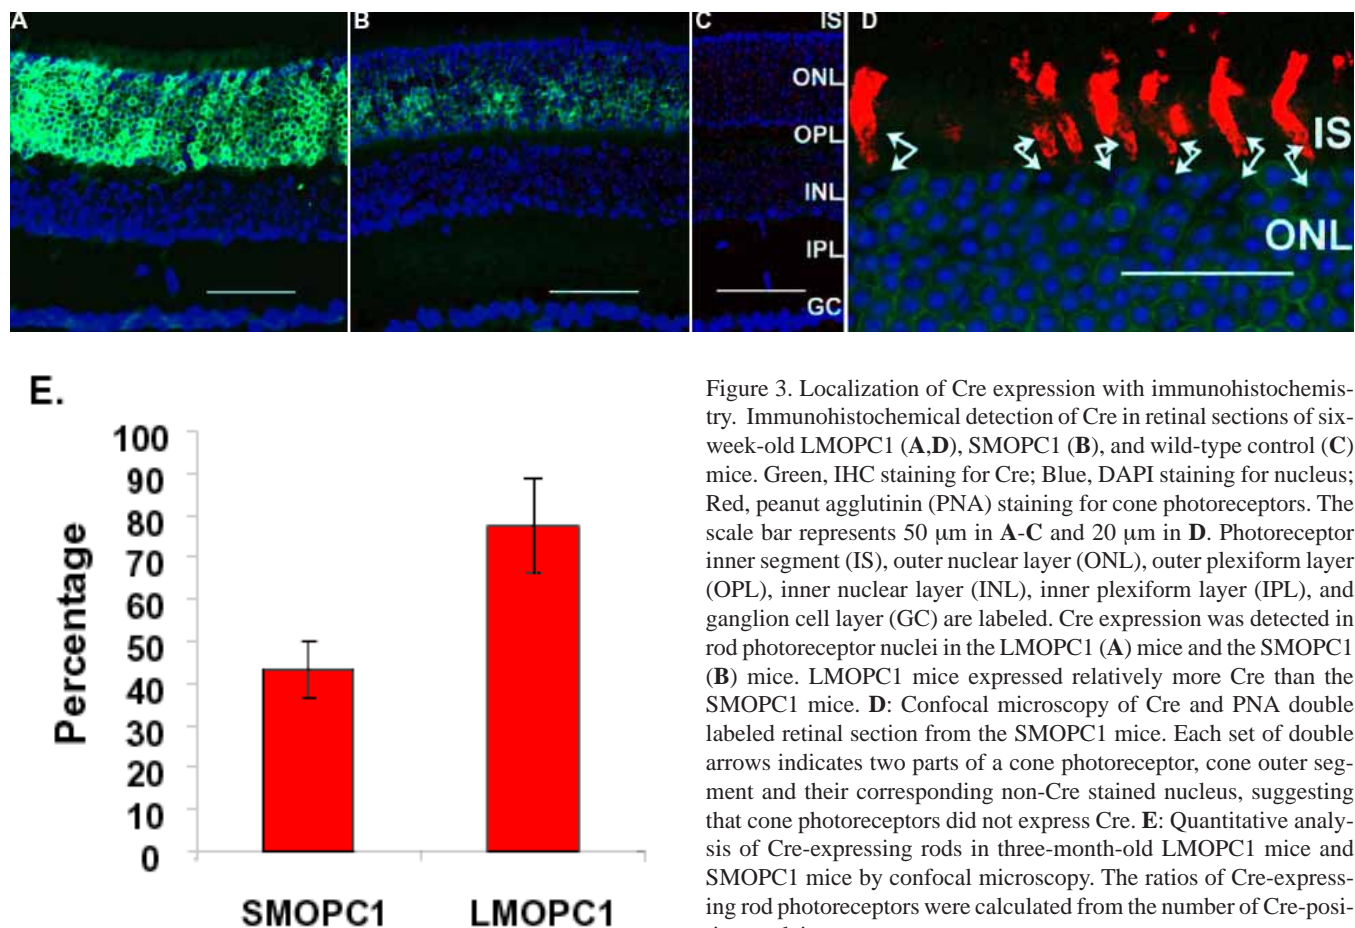 A B C IS D
ONL
OPL
INL
IPL
GC
IS
ONL
E.
100
90
80
70
60
50
40
30
20
10
0
Percentage
SMOPC1 LMOPC1
Figure 3. Localization of Cre expression with immunohistochemis-
try. Immunohistochemical detection of Cre in retinal sections of six-
week-old LMOPC1 (A,D), SMOPC1 (B), and wild-type control (C)
mice. Green, IHC staining for Cre; Blue, DAPI staining for nucleus;
Red, peanut agglutinin (PNA) staining for cone photoreceptors. The
scale bar represents 50 µm in A-C and 20 µm in D. Photoreceptor
inner segment (IS), outer nuclear layer (ONL), outer plexiform layer
(OPL), inner nuclear layer (INL), inner plexiform layer (IPL), and
ganglion cell layer (GC) are labeled. Cre expression was detected in
rod photoreceptor nuclei in the LMOPC1 (A) mice and the SMOPC1
(B) mice. LMOPC1 mice expressed relatively more Cre than the
SMOPC1 mice. D: Confocal microscopy of Cre and PNA double
labeled retinal section from the SMOPC1 mice. Each set of double
arrows indicates two parts of a cone photoreceptor, cone outer seg-
ment and their corresponding non-Cre stained nucleus, suggesting
that cone photoreceptors did not express Cre. E: Quantitative analy-
sis of Cre-expressing rods in three-month-old LMOPC1 mice and
SMOPC1 mice by confocal microscopy. The ratios of Cre-express-
ing rod photoreceptors were calculated from the number of Cre-posi-